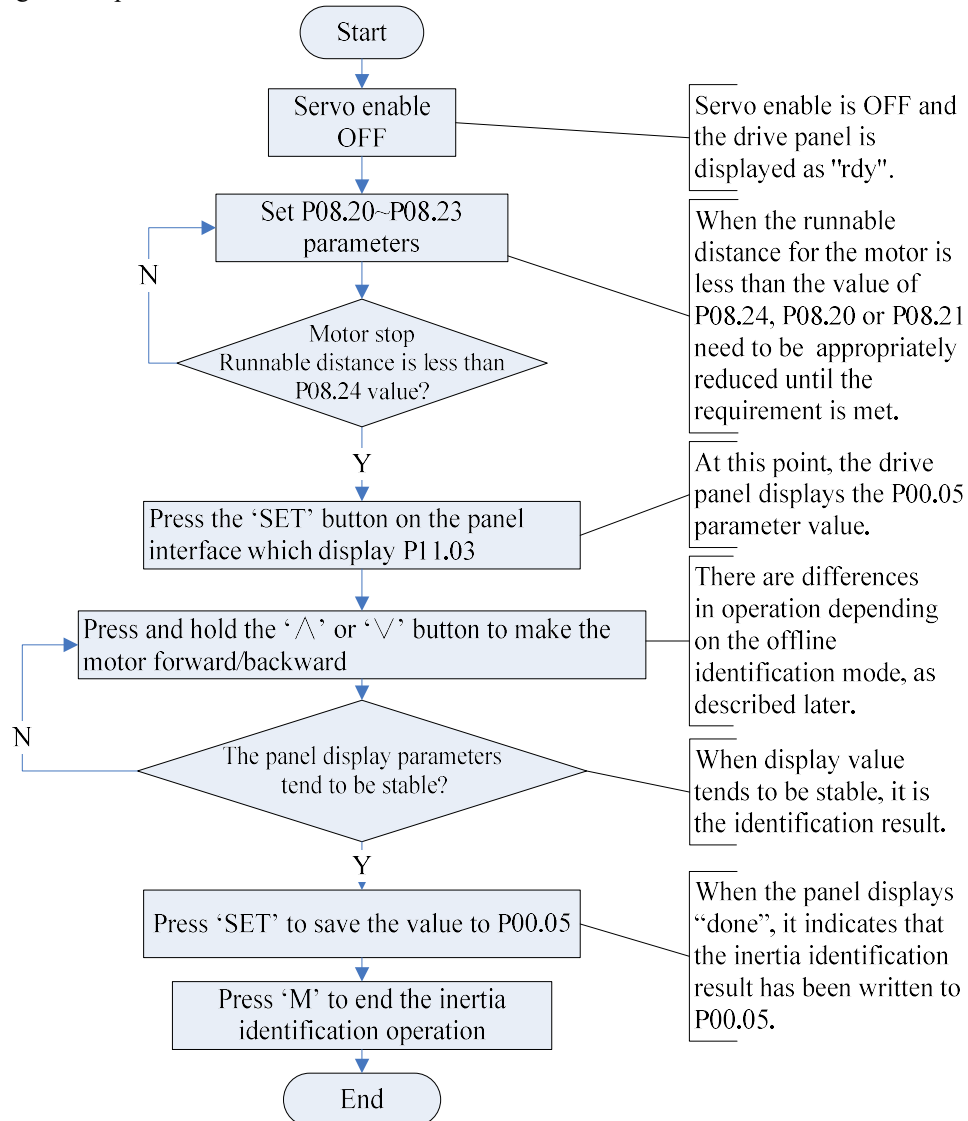 Start
Servo enable
OFF
Servo enable is OFF and
the drive panel is
displayed as "rdy".
Set P08.20~P08.23
parameters
When the runnable
distance for the motor is
less than the value of
P08.24, P08.20 or P08.21
need to be appropriately
reduced until the
requirement is met.
N
Motor stop
Runnable distance is less than
P08.24 value?
Y
At this point, the drive
panel displays the P00.05
parameter value.
Press the ‘SET’ button on the panel
interface which display P11.03
There are differences
in operation depending
on the offline
identification mode, as
described later.
Press and hold the ‘∧’ or ‘∨’ button to make the
motor forward/backward
N
The panel display parameters
tend to be stable?
When display value
tends to be stable, it is
the identification result.
Y
Press ‘SET’ to save the value to P00.05
When the panel displays
“done”, it indicates that
the inertia identification
result has been written to
P00.05.
Press ‘M’ to end the inertia
identification operation
End